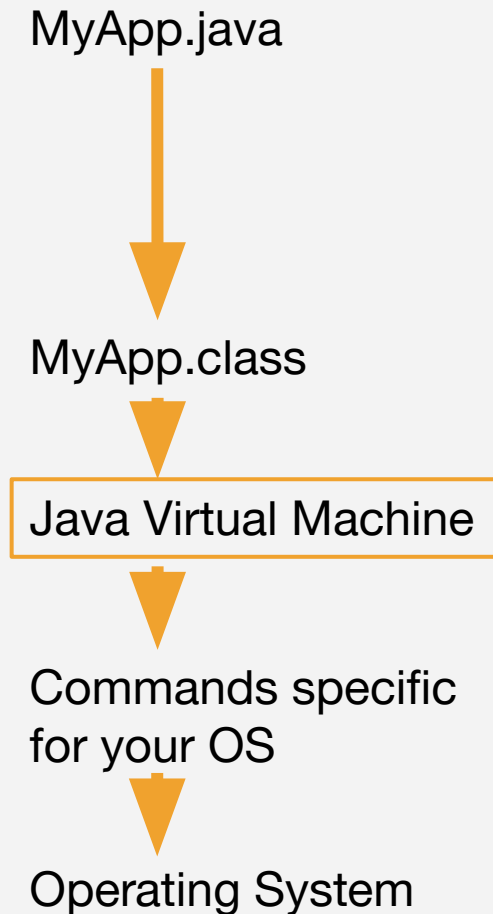 MyApp.java
MyApp.class
Java Virtual Machine
Commands specific
for your OS
Operating System